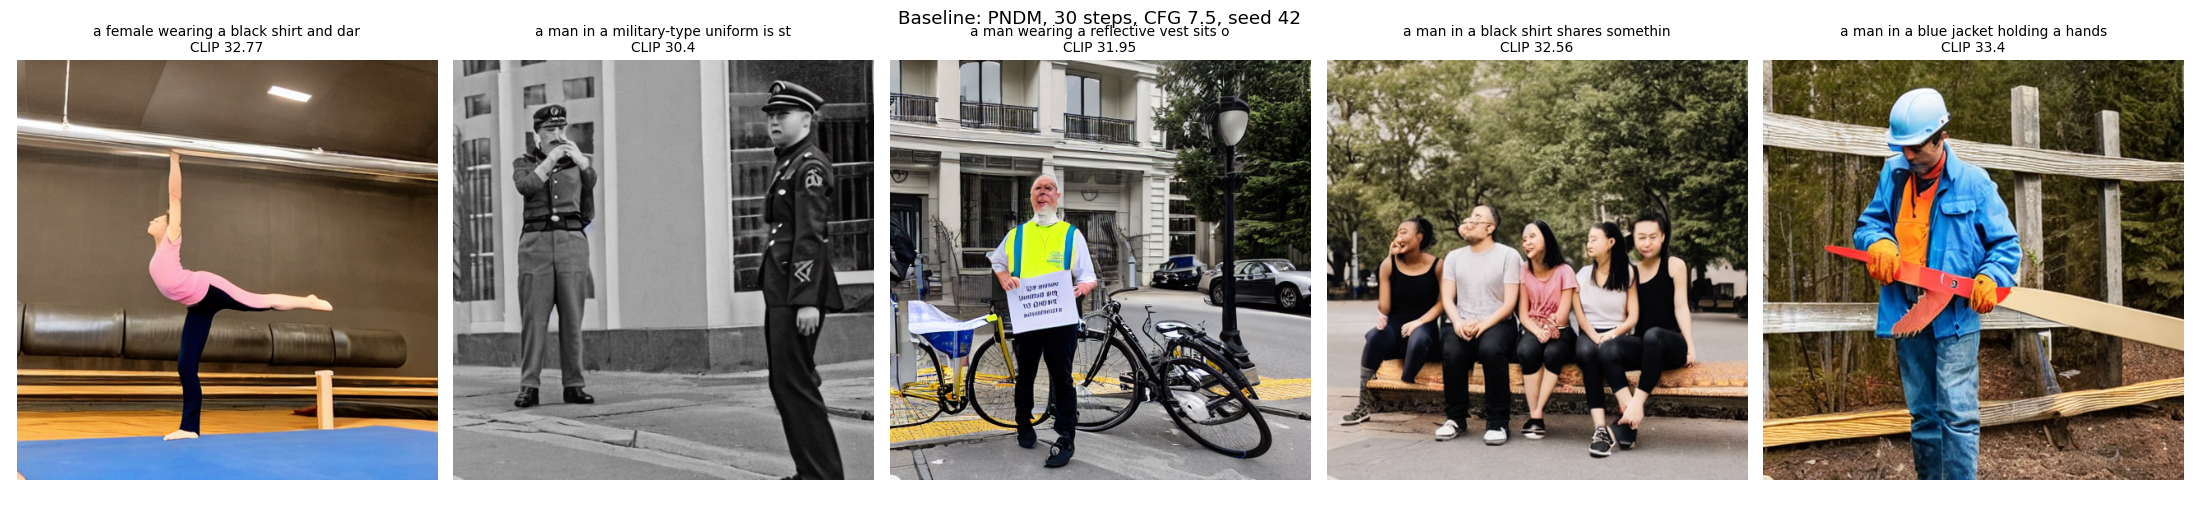 Baseline: PNDM, 30 steps, CFG 7.5, seed 42
a female wearing a black shirt and dar
CLIP 32.77
a man in a military-type uniform is st
CLIP 30.4
a man wearing a reflective vest sits o
CLIP 31.95
a man in a black shirt shares somethin
CLIP 32.56
a man in a blue jacket holding a hands
CLIP 33.4